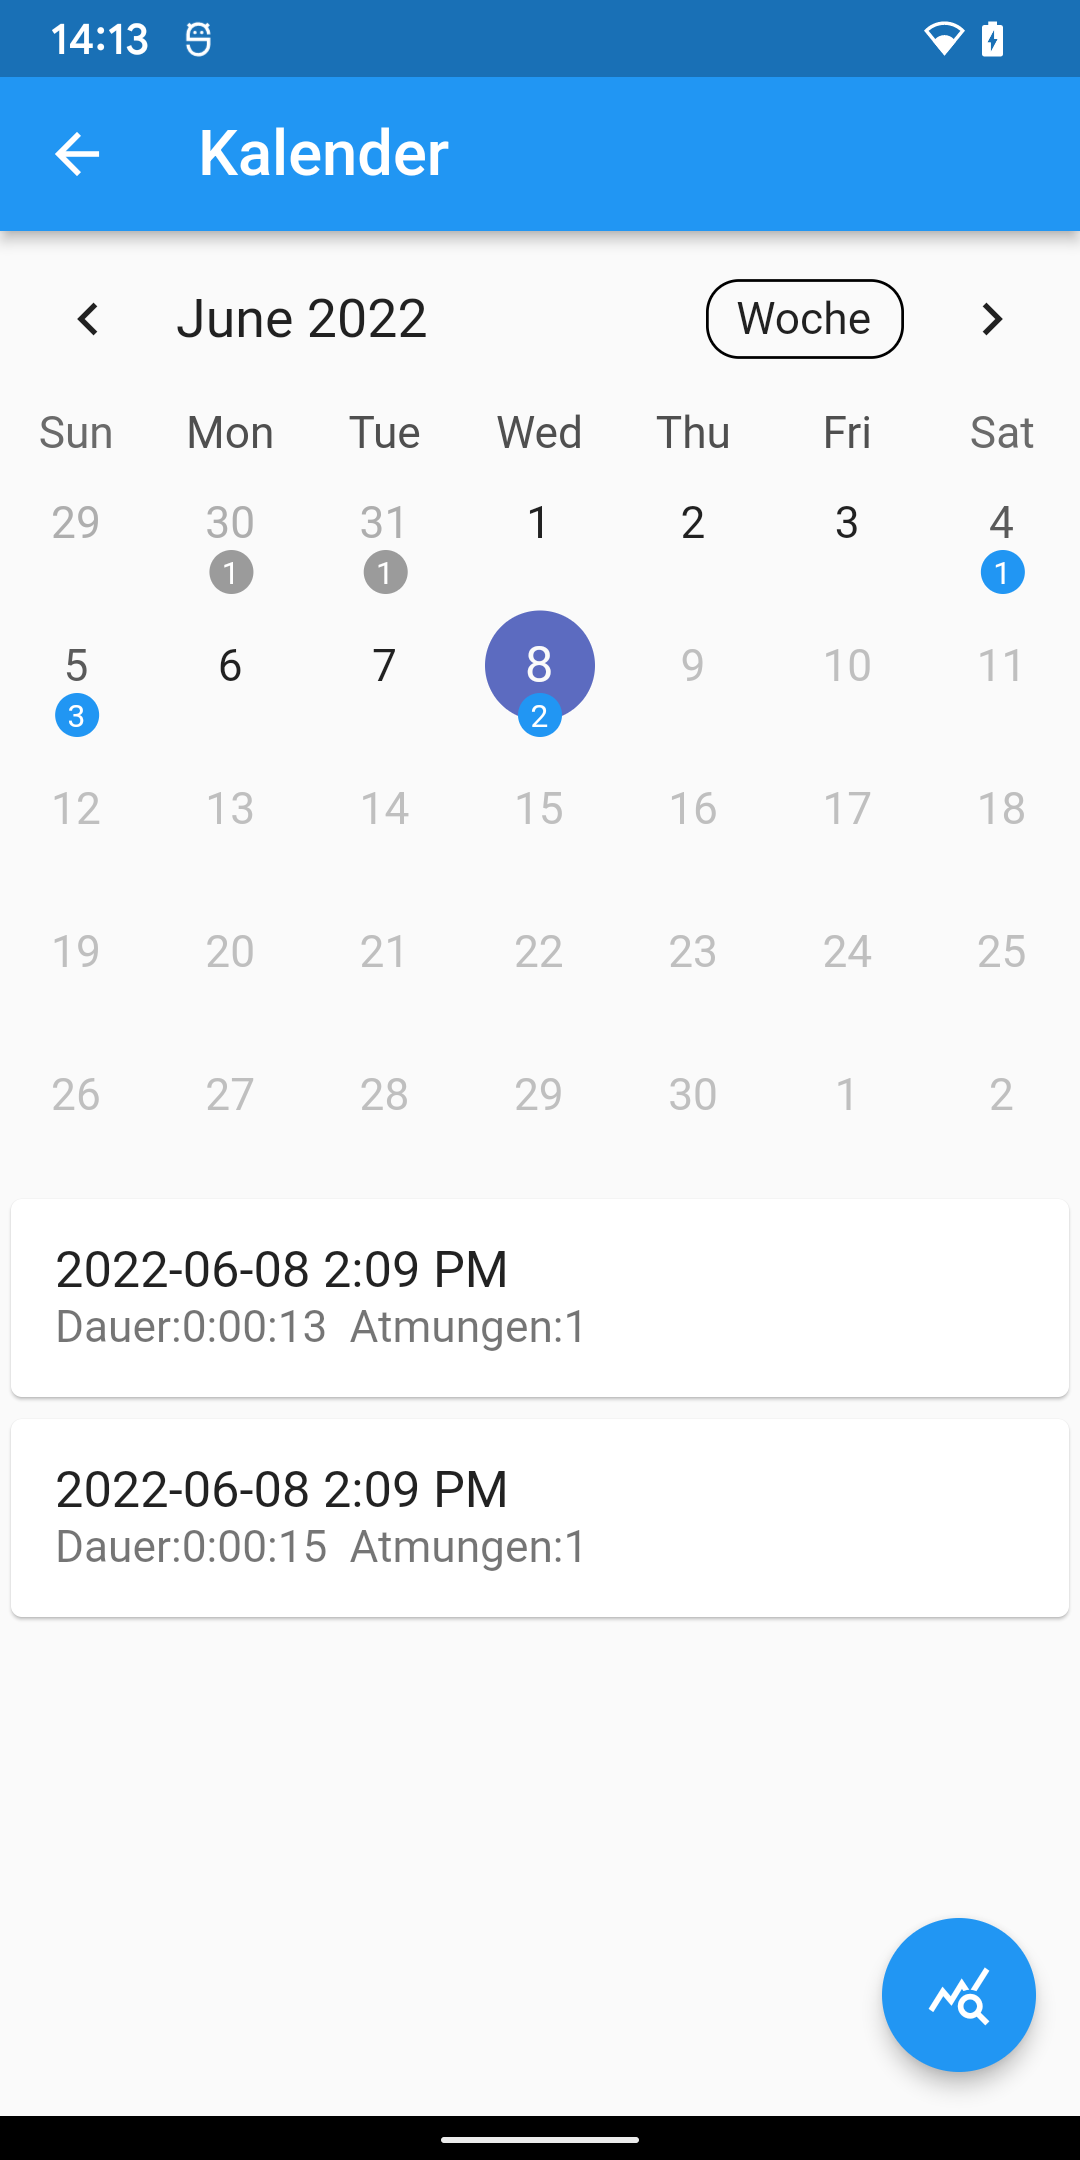 14:13
Kalender
June 2022 Woche
Sun Mon Tue Wed Thu Fri Sat
29 30 31 1 2 3 4
1 1 1
5 6 7 8 9 10 11
3 2
12 13 14 15 16 17 18
19 20 21 22 23 24 25
26 27 28 29 30 1 2
2022-06-08 2:09 PM
Dauer:0:00:13 Atmungen:1
2022-06-08 2:09 PM
Dauer:0:00:15 Atmungen:1